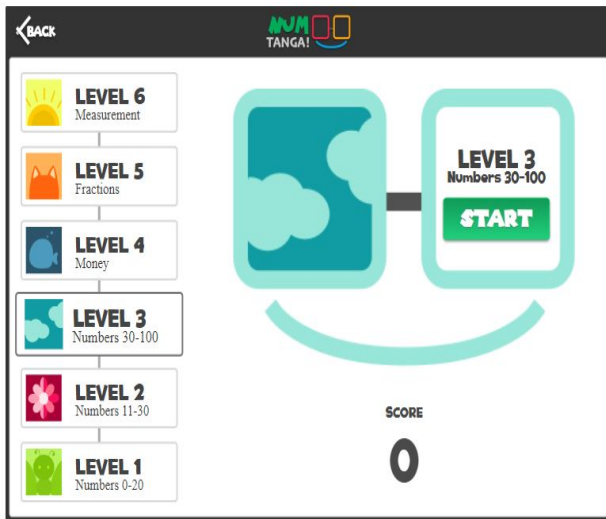 BACK
NUM
TANGA!
LEVEL 6
Measurement
LEVEL 5
Fractions
LEVEL 4
Money
LEVEL 3
Numbers 30-100
LEVEL 2
Numbers 11-30
LEVEL 1
Numbers 0-20
LEVEL 3
Numbers 30-100
START
SCORE
0